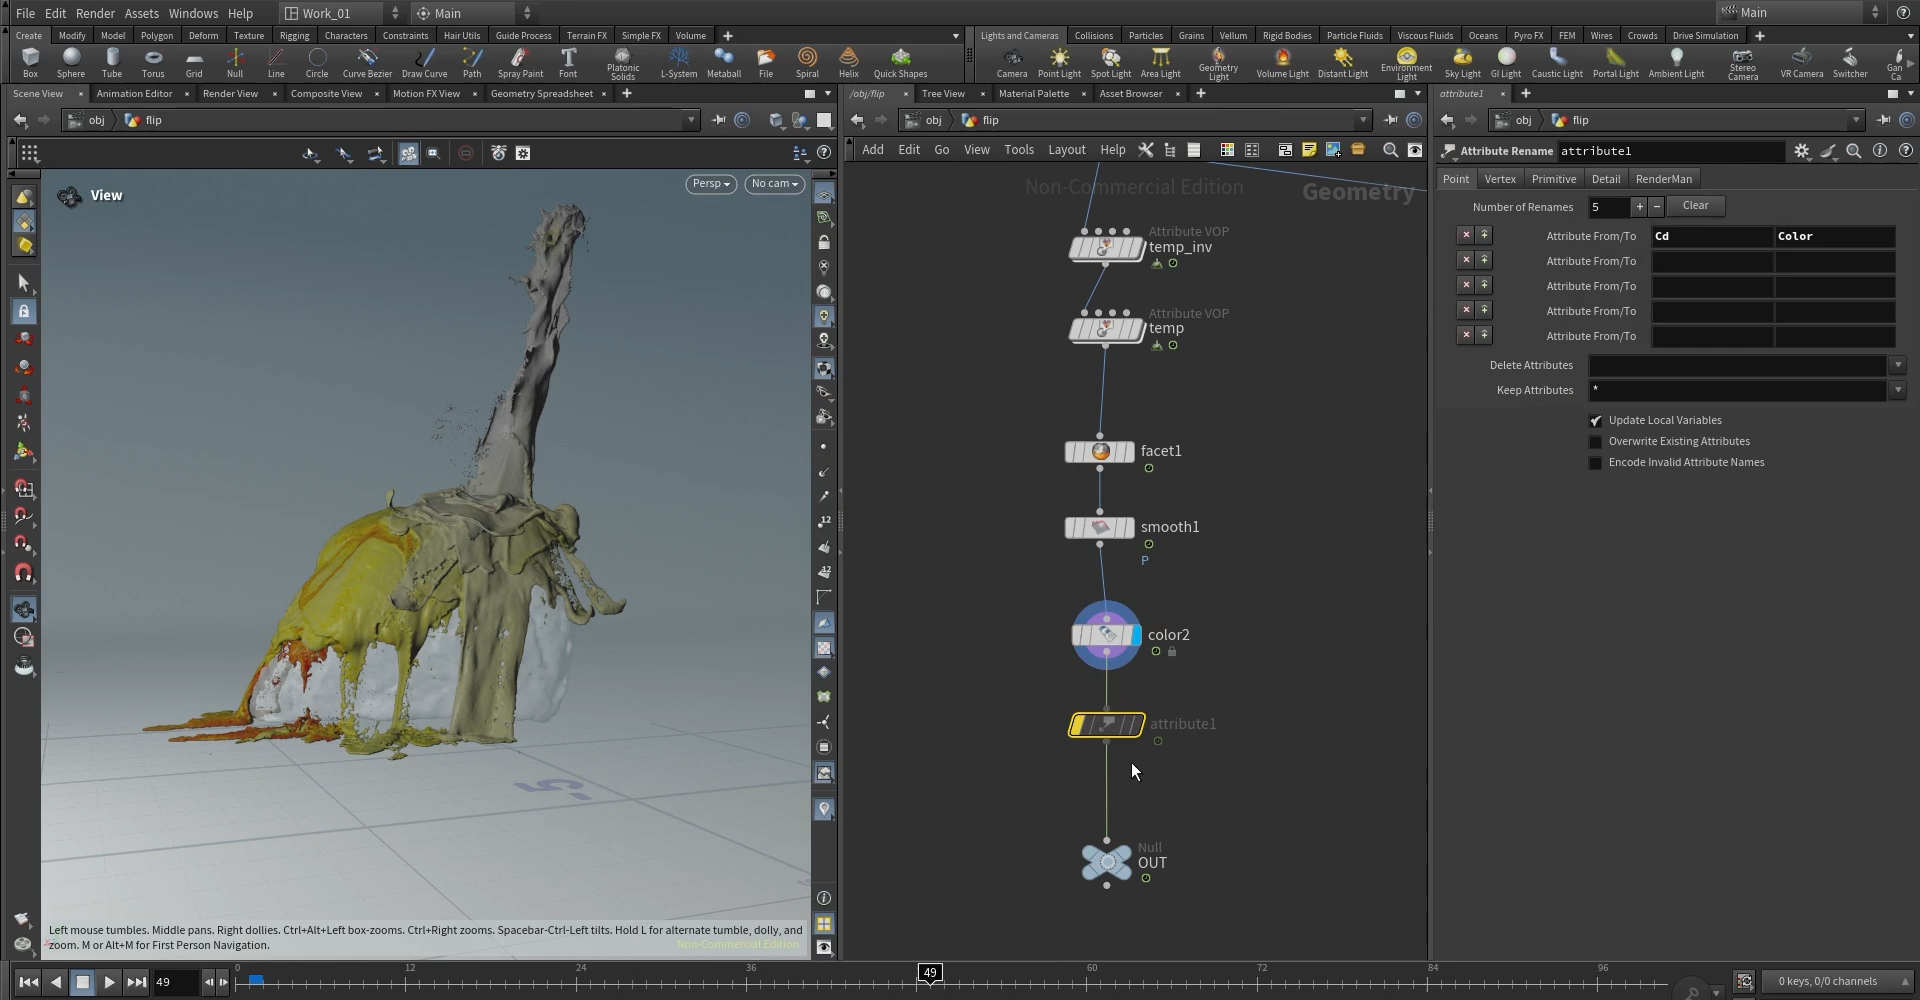 File Edit Render Assets Windows Help Work_01 Main Main
Create Modify Model Polygon Deform Texture Rigging Characters Constraints Hair Utils Guide Process Terrain FX Simple FX Volume
Lights and Cameras Collisions Particles Grains Vellum Rigid Bodies Particle Fluids Viscous Fluids Oceans Pyro FX FEM Wires Crowds Drive Simulation
Box Sphere Tube Torus Grid Null Line Circle Curve Bezier Draw Curve Path Spray Paint Font Platonic Solids L-System Metaball File Spiral Helix Quick Shapes
Camera Point Light Spot Light Area Light Geometry Light Volume Light Distant Light Environment Light Sky Light GI Light Caustic Light Portal Light Ambient Light Stereo Camera VR Camera Switcher Gan Ca
Scene View Animation Editor Render View Composite View Motion FX View Geometry Spreadsheet
/obj/flip Tree View Material Palette Asset Browser
attribute1
obj flip
obj flip
obj flip
Add Edit Go View Tools Layout Help
Attribute Rename attribute1
View
Persp
No cam
Non-Commercial Edition
Geometry
Attribute VOP
temp_inv
Attribute VOP
temp
facet1
smooth1
P
color2
attribute1
Null
OUT
Point Vertex Primitive Detail RenderMan
Number of Renames 5 + − Clear
Attribute From/To Cd Color
Attribute From/To
Attribute From/To
Attribute From/To
Attribute From/To
Delete Attributes
Keep Attributes *
Update Local Variables
Overwrite Existing Attributes
Encode Invalid Attribute Names
12
12
5
Left mouse tumbles. Middle pans. Right dollies. Ctrl+Alt+Left box-zooms. Ctrl+Right zooms. Spacebar-Ctrl-Left tilts. Hold L for alternate tumble, dolly, and
zoom. M or Alt+M for First Person Navigation.
Non-Commercial Edition
49
0 12 24 36 49 60 72 84 96
0 keys, 0/0 channels